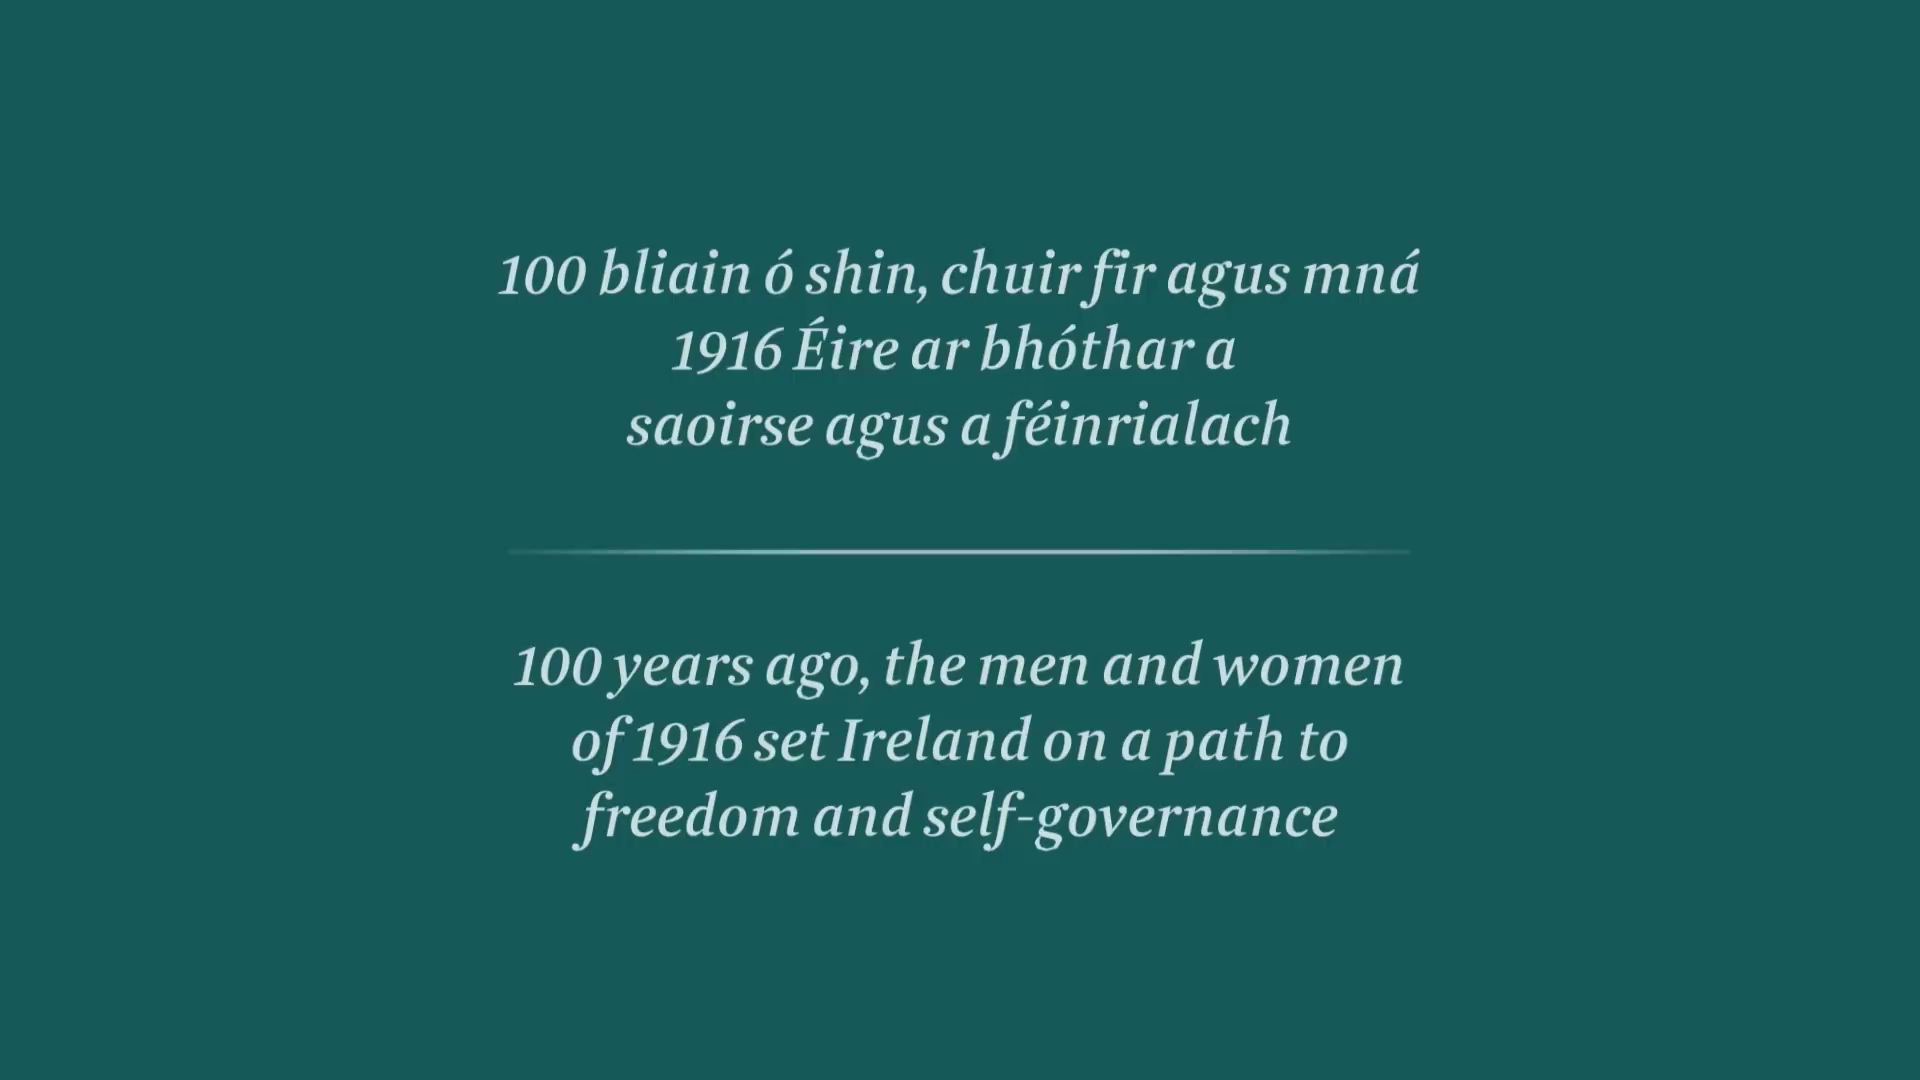 100 bliain ó shin, chuir fir agus mná
1916 Éire ar bhóthar a
saoirse agus a féinrialach
100 years ago, the men and women
of 1916 set Ireland on a path to
freedom and self-governance